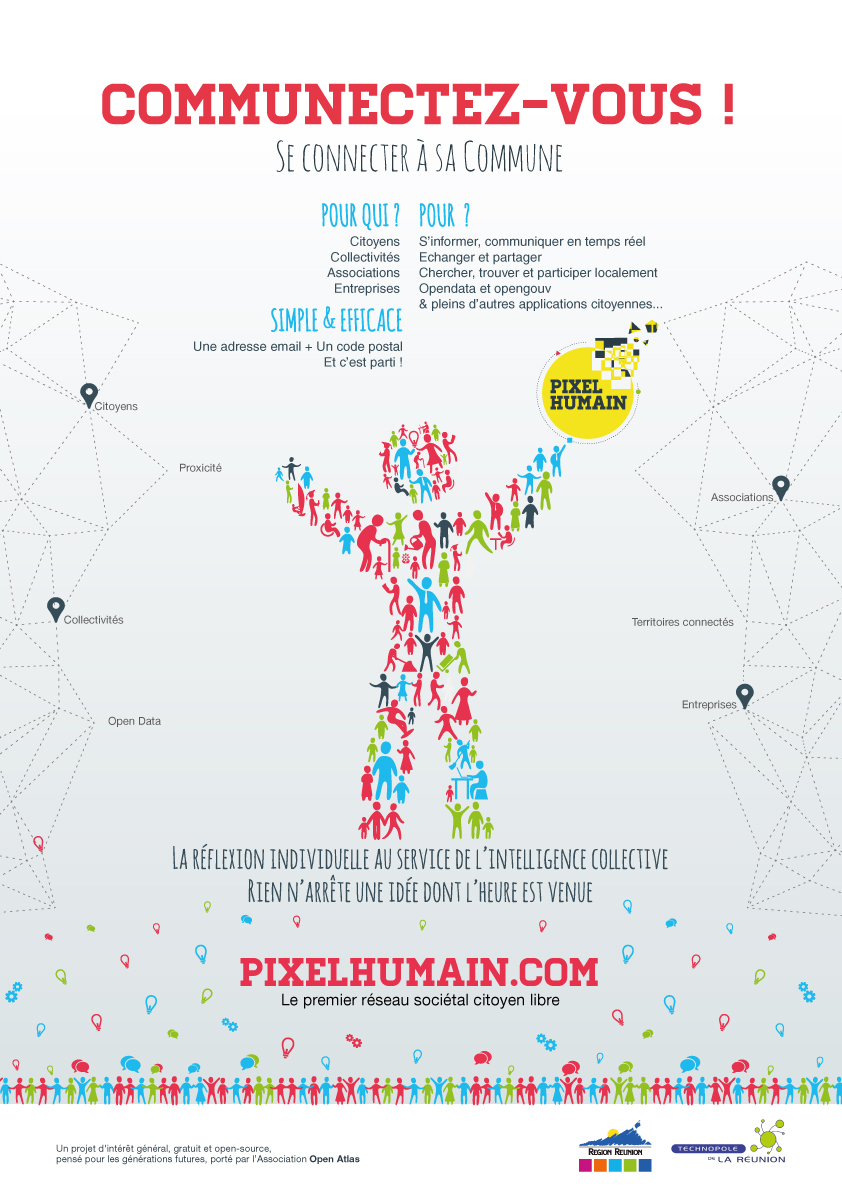 COMMUNECTEZ-VOUS !
SE CONNECTER À SA COMMUNE
POUR QUI ?
Citoyens
Collectivités
Associations
Entreprises
POUR ?
S'informer, communiquer en temps réel
Echanger et partager
Chercher, trouver et participer localement
Opendata et opengouv
& pleins d'autres applications citoyennes...
SIMPLE & EFFICACE
Une adresse email + Un code postal
Et c'est parti !
PIXEL
HUMAIN
Citoyens
Proxicité
Associations
Collectivités
Territoires connectés
Entreprises
Open Data
LA RÉFLEXION INDIVIDUELLE AU SERVICE DE L'INTELLIGENCE COLLECTIVE
RIEN N'ARRÊTE UNE IDÉE DONT L'HEURE EST VENUE
PIXELHUMAIN.COM
Le premier réseau sociétal citoyen libre
Un projet d'intérêt général, gratuit et open-source,
pensé pour les générations futures, porté par l'Association Open Atlas
REGION REUNION
TECHNOPOLE
DE LA RÉUNION